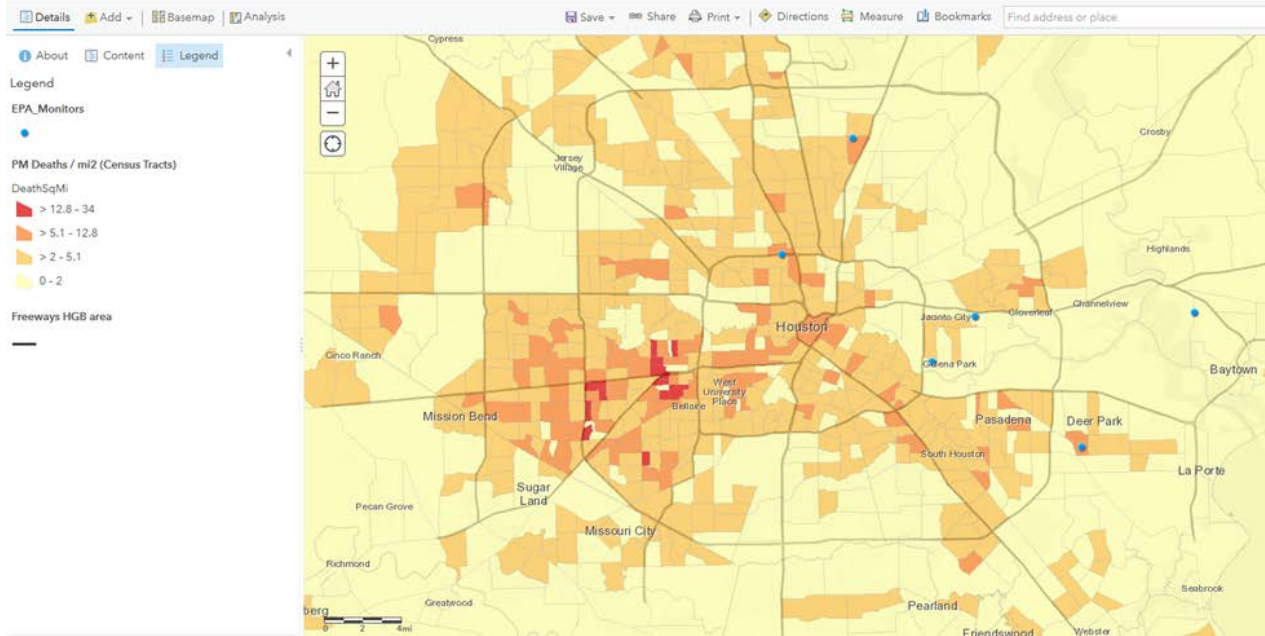 Details Add Basemap Analysis Save Share Print Directions Measure Bookmarks Find address or place
About Content Legend
Legend
EPA_Monitors
PM Deaths / mi2 (Census Tracts)
DeathSqMi
> 12.8 - 34
> 5.1 - 12.8
> 2 - 5.1
0 - 2
Freeways HGB area
Cypress
Crosby
Jersey
Village
Highlands
Channelview
Jacinto City
Cloverleaf
Houston
Cinco Ranch
Galena Park
Baytown
West
University
Place
Bellaire
Mission Bend
Pasadena
Deer Park
South Houston
La Porte
Sugar
Land
Pecan Grove
Missouri City
Richmond
Seabrook
Greatwood
Pearland
berg
0 2 4mi
Friendswood
Webster